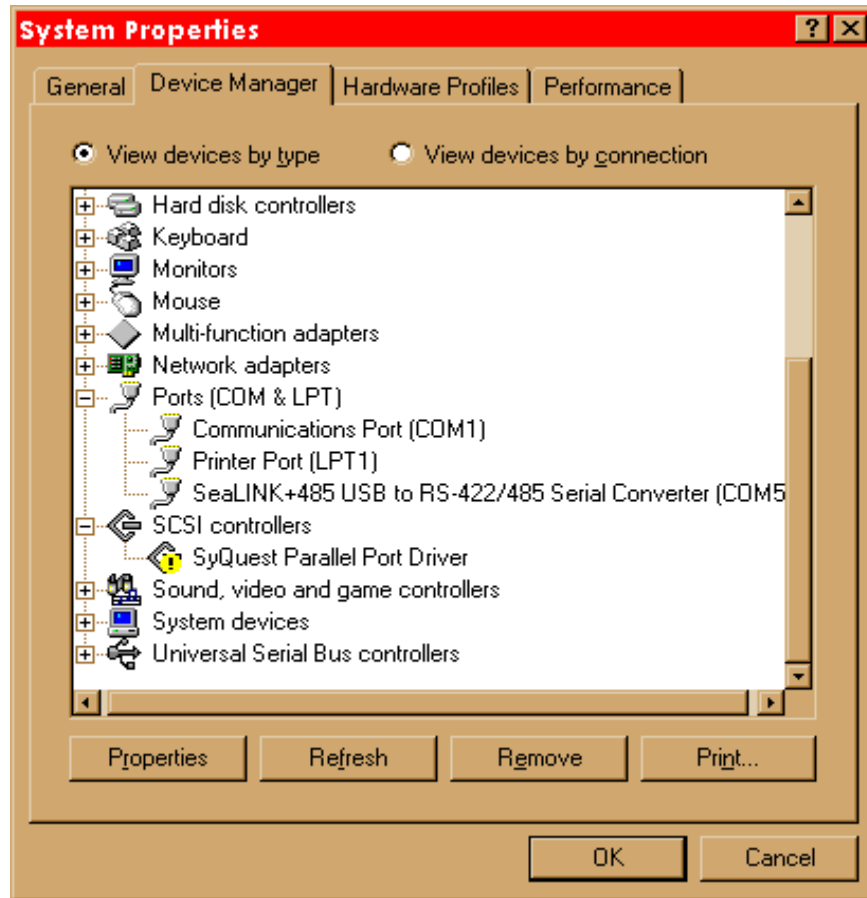 System Properties
General Device Manager Hardware Profiles Performance
View devices by type View devices by connection
Hard disk controllers
Keyboard
Monitors
Mouse
Multi-function adapters
Network adapters
Ports (COM & LPT)
Communications Port (COM1)
Printer Port (LPT1)
SeaLINK+485 USB to RS-422/485 Serial Converter (COM5
SCSI controllers
SyQuest Parallel Port Driver
Sound, video and game controllers
System devices
Universal Serial Bus controllers
Properties Refresh Remove Print...
OK Cancel